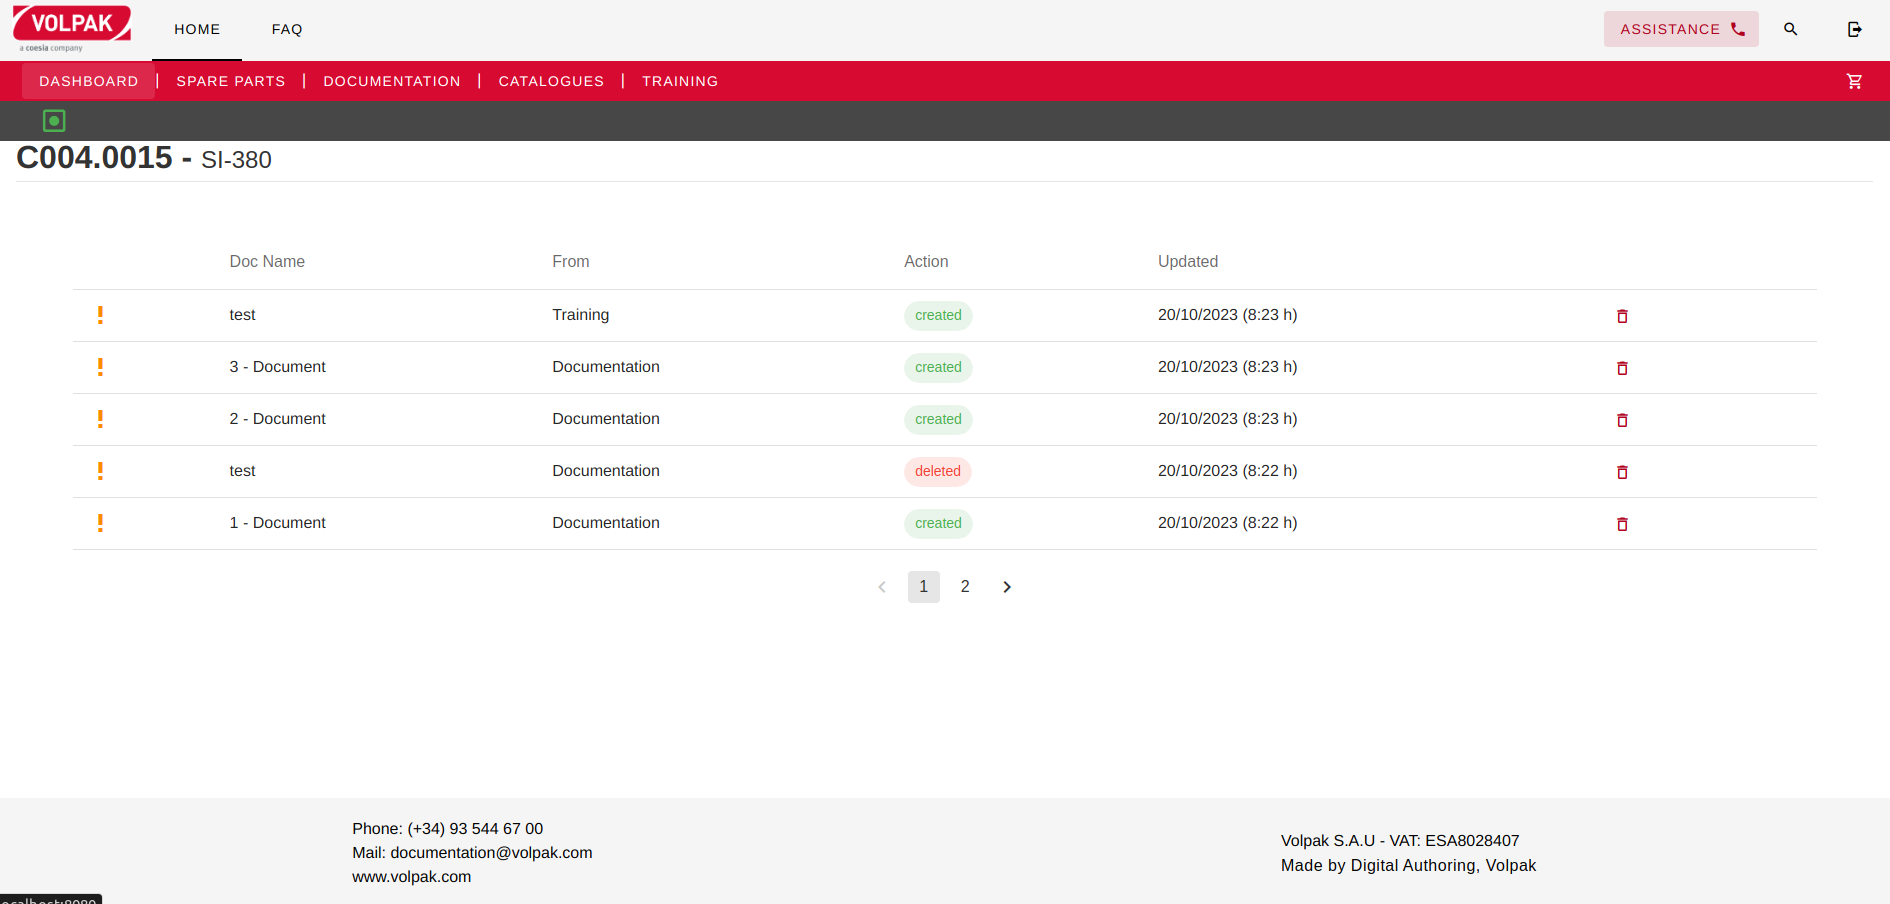 VOLPAK
a coesia company
HOME
FAQ
ASSISTANCE
DASHBOARD | SPARE PARTS | DOCUMENTATION | CATALOGUES | TRAINING
C004.0015 - SI-380
Doc Name From Action Updated
! test Training created 20/10/2023 (8:23 h)
! 3 - Document Documentation created 20/10/2023 (8:23 h)
! 2 - Document Documentation created 20/10/2023 (8:23 h)
! test Documentation deleted 20/10/2023 (8:22 h)
! 1 - Document Documentation created 20/10/2023 (8:22 h)
1 2
Phone: (+34) 93 544 67 00
Mail: documentation@volpak.com
www.volpak.com
Volpak S.A.U - VAT: ESA8028407
Made by Digital Authoring, Volpak